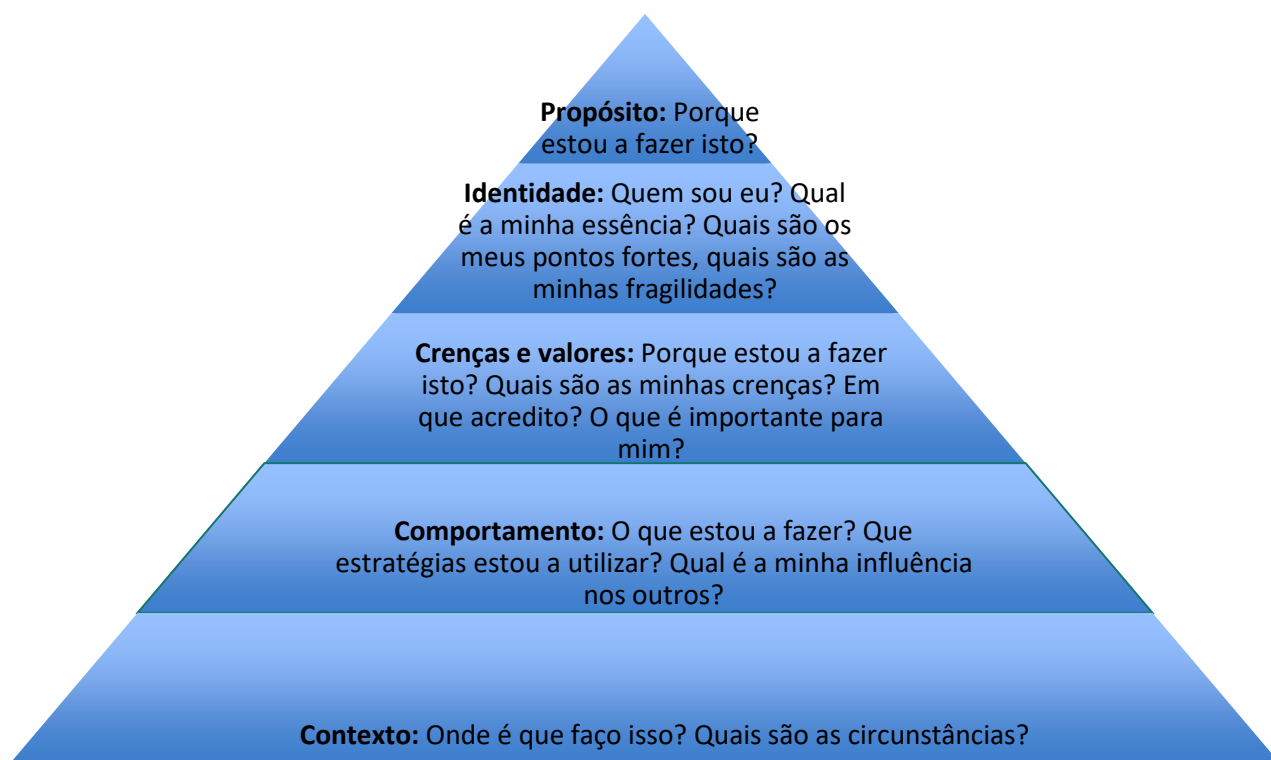 Propósito: Porque
estou a fazer isto?
Identidade: Quem sou eu? Qual
é a minha essência? Quais são os
meus pontos fortes, quais são as
minhas fragilidades?
Crenças e valores: Porque estou a fazer
isto? Quais são as minhas crenças? Em
que acredito? O que é importante para
mim?
Comportamento: O que estou a fazer? Que
estratégias estou a utilizar? Qual é a minha influência
nos outros?
Contexto: Onde é que faço isso? Quais são as circunstâncias?